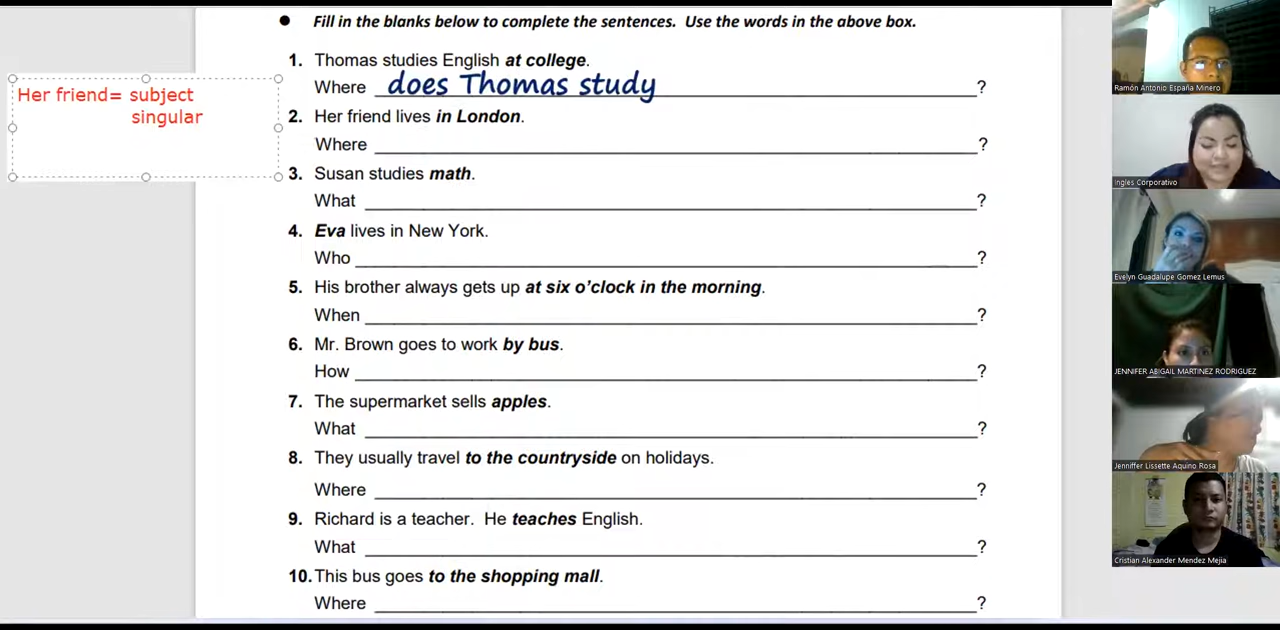 ● Fill in the blanks below to complete the sentences. Use the words in the above box.
1. Thomas studies English at college.
Where does Thomas study ?
Her friend= subject
singular
2. Her friend lives in London.
Where ?
3. Susan studies math.
What ?
4. Eva lives in New York.
Who ?
5. His brother always gets up at six o'clock in the morning.
When ?
6. Mr. Brown goes to work by bus.
How ?
7. The supermarket sells apples.
What ?
8. They usually travel to the countryside on holidays.
Where ?
9. Richard is a teacher. He teaches English.
What ?
10. This bus goes to the shopping mall.
Where ?
Ramón Antonio España Minero
Ingles Corporativo
Evelyn Guadalupe Gomez Lemus
JENNIFER ABIGAIL MARTINEZ RODRIGUEZ
Jenniffer Lissette Aquino Rosa
Cristian Alexander Mendez Mejia